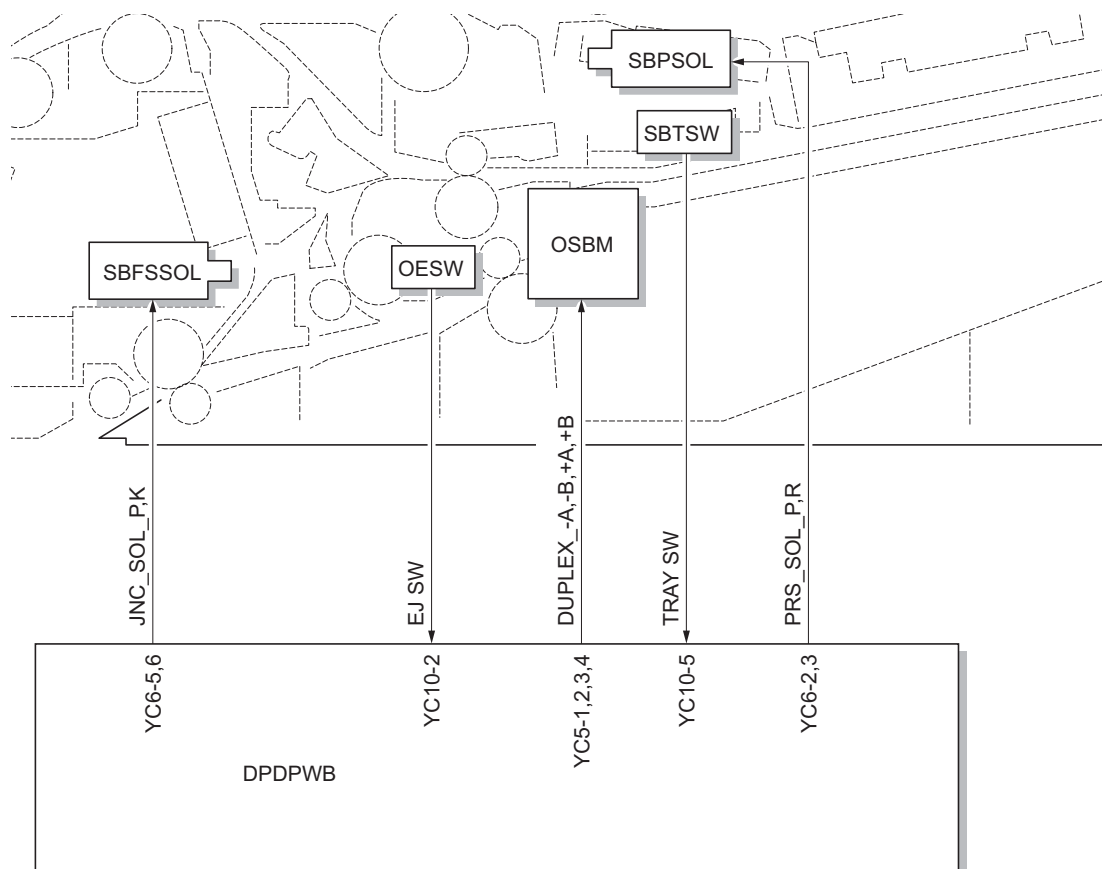 SBPSOL
SBTSW
OSBM
SBFSSOL
OESW
JNC_SOL_P,K
EJ SW
DUPLEX_-A,-B,+A,+B
TRAY SW
PRS_SOL_P,R
YC6-5,6
YC10-2
YC5-1,2,3,4
YC10-5
YC6-2,3
DPDPWB